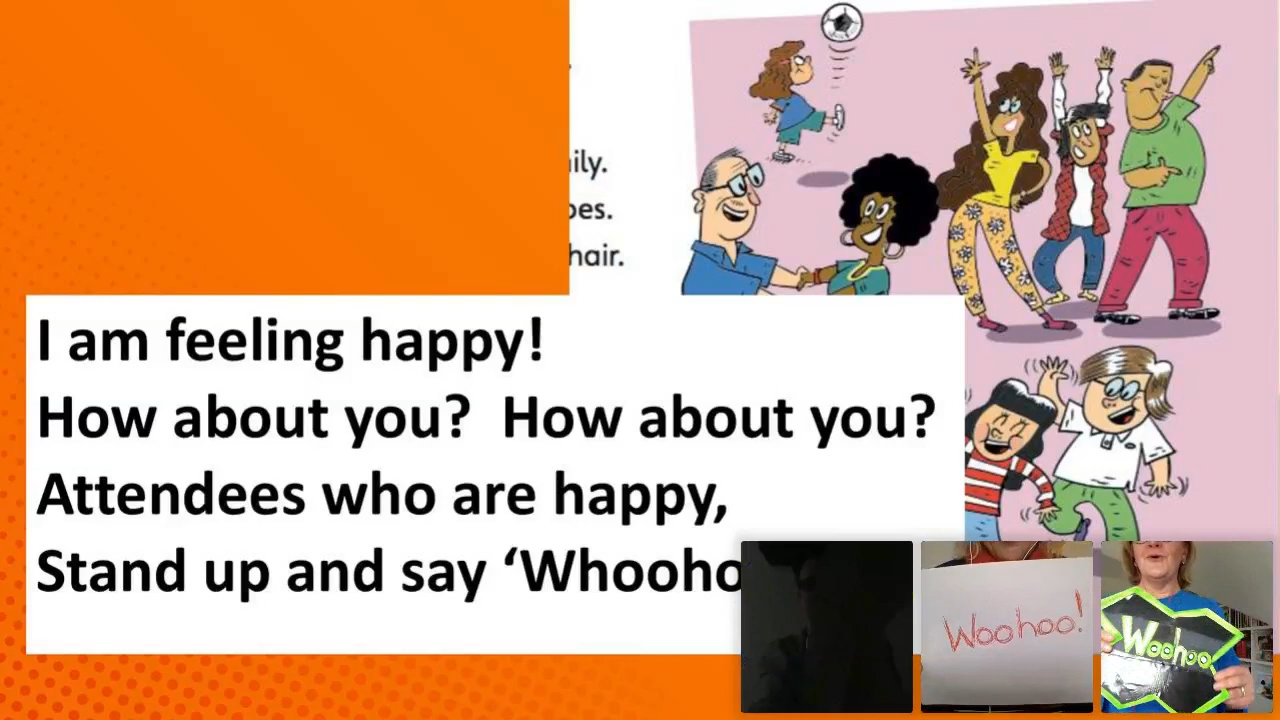 ily.
hair.
I am feeling happy!
How about you? How about you?
Attendees who are happy,
Stand up and say ‘Whooho
Woohoo!
Woohoo